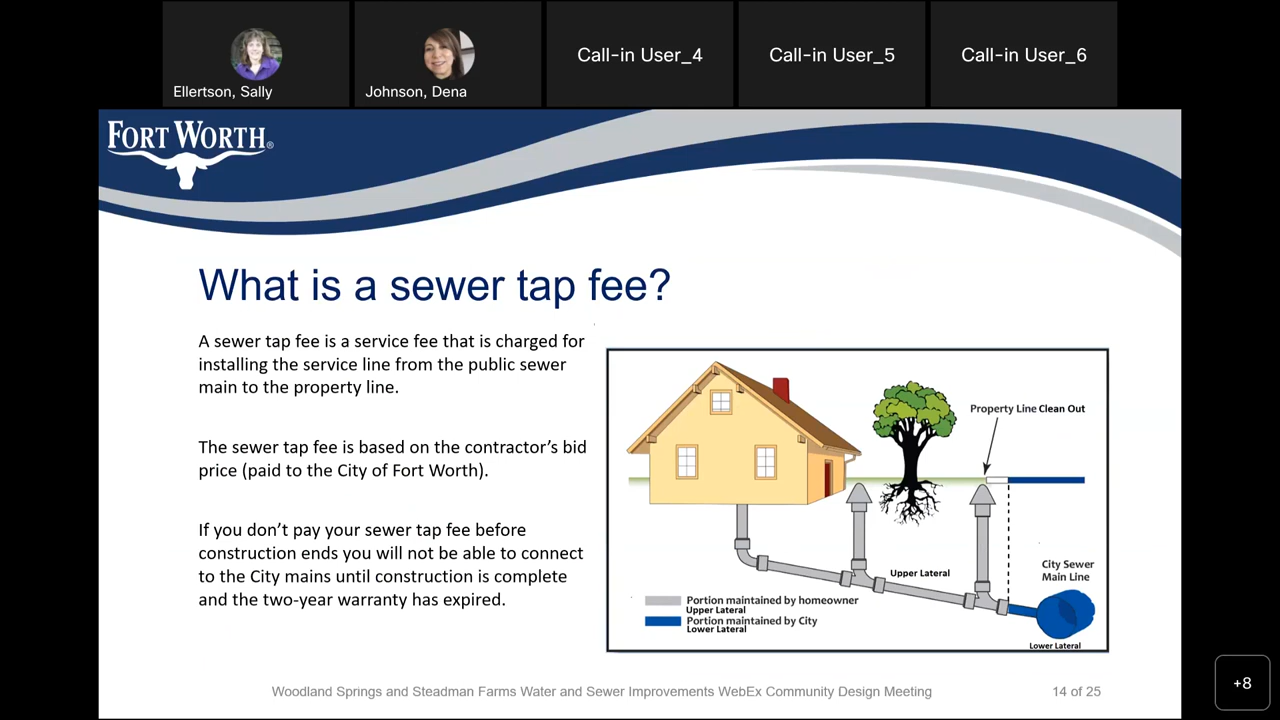 Ellertson, Sally
Johnson, Dena
Call-in User_4
Call-in User_5
Call-in User_6
FORT WORTH®
What is a sewer tap fee?
A sewer tap fee is a service fee that is charged for
installing the service line from the public sewer
main to the property line.
The sewer tap fee is based on the contractor’s bid
price (paid to the City of Fort Worth).
If you don’t pay your sewer tap fee before
construction ends you will not be able to connect
to the City mains until construction is complete
and the two-year warranty has expired.
Property Line Clean Out
Upper Lateral
City Sewer
Main Line
Lower Lateral
Portion maintained by homeowner
Upper Lateral
Portion maintained by City
Lower Lateral
Woodland Springs and Steadman Farms Water and Sewer Improvements WebEx Community Design Meeting
14 of 25
+8